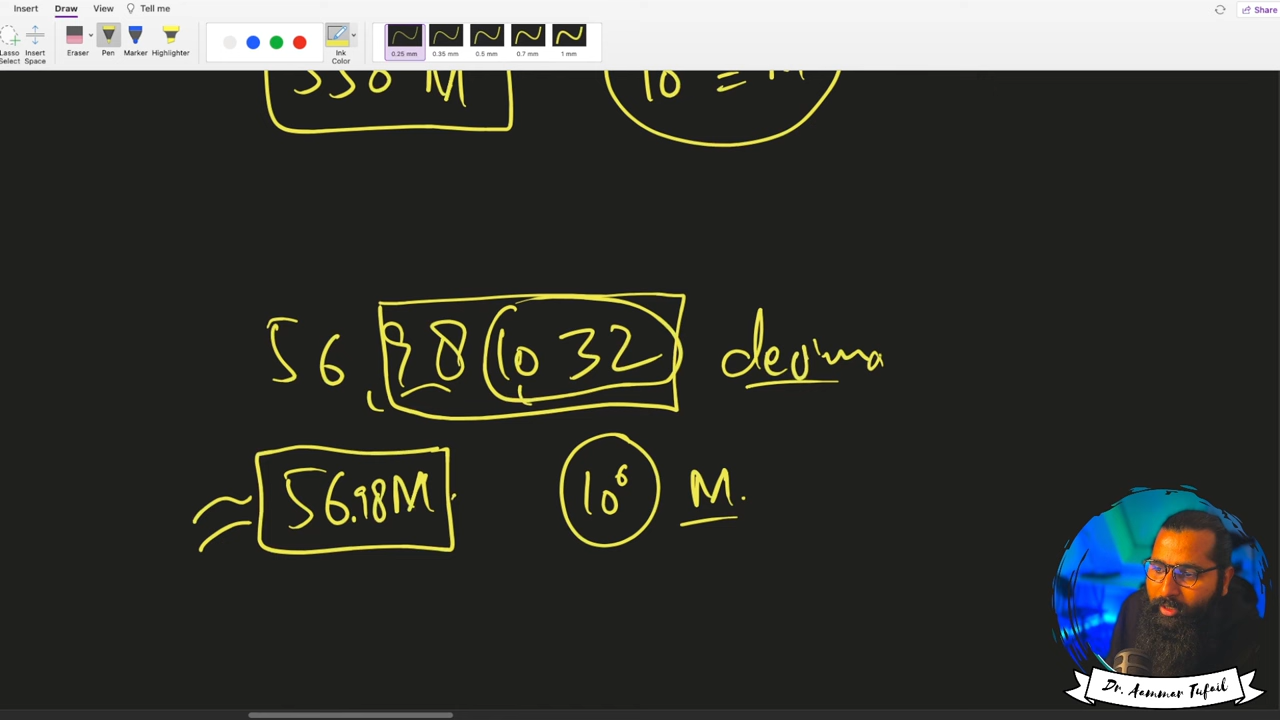 Insert Draw View Tell me Share
Lasso Select Insert Space Eraser Pen Marker Highlighter Ink Color 0.25 mm 0.35 mm 0.5 mm 0.7 mm 1 mm
330 M 10 = M
56 98 10 32 decima
≈ 56.98M 10⁶ M.
Dr. Aammar Tufail